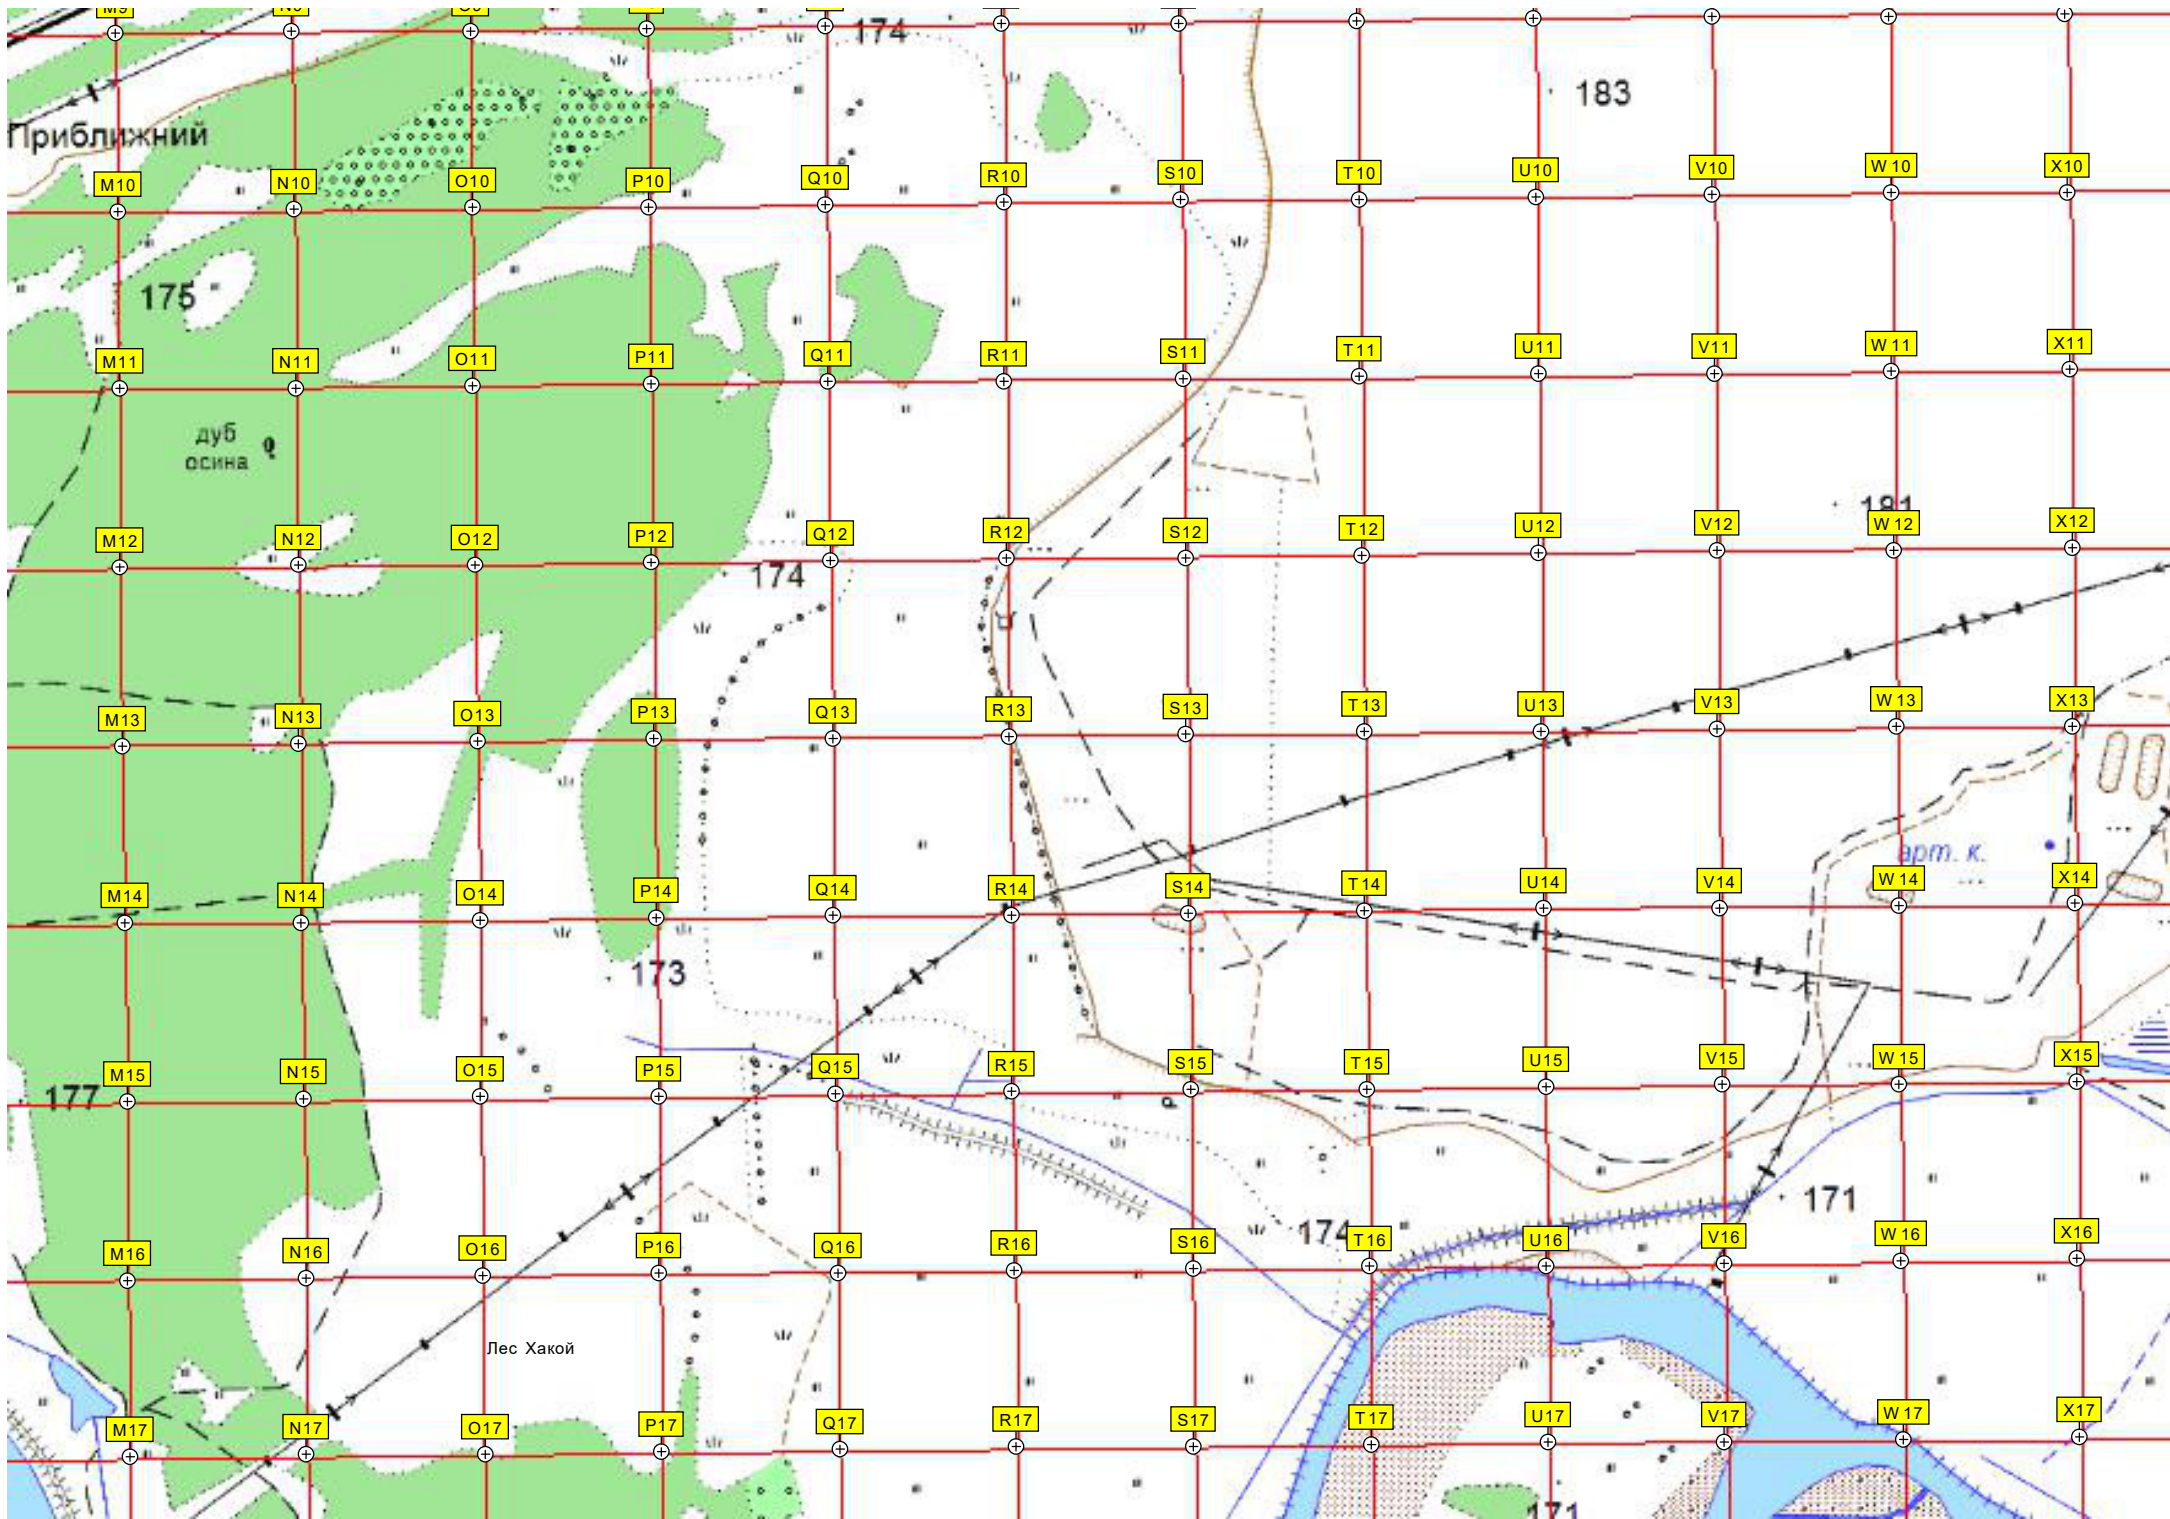 M9 N9 O9
174
183
Приближний
M10 N10 O10 P10 Q10 R10 S10 T10 U10 V10 W10 X10
175
M11 N11 O11 P11 Q11 R11 S11 T11 U11 V11 W11 X11
дуб
осина
181
M12 N12 O12 P12 Q12 R12 S12 T12 U12 V12 W12 X12
174
M13 N13 O13 P13 Q13 R13 S13 T13 U13 V13 W13 X13
арт. к.
M14 N14 O14 P14 Q14 R14 S14 T14 U14 V14 W14 X14
173
M15 N15 O15 P15 Q15 R15 S15 T15 U15 V15 W15 X15
177
171
174
M16 N16 O16 P16 Q16 R16 S16 T16 U16 V16 W16 X16
Лес Хакой
M17 N17 O17 P17 Q17 R17 S17 T17 U17 V17 W17 X17
171